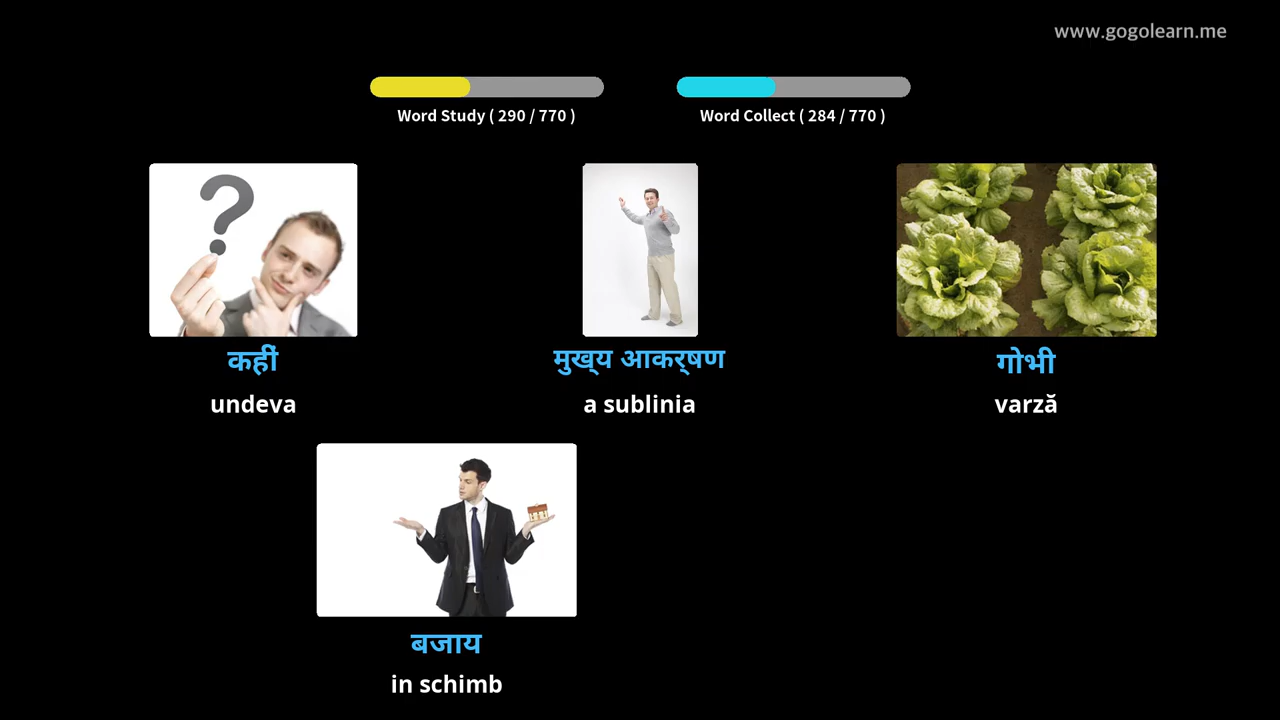 www.gogolearn.me
Word Study ( 290 / 770 )
Word Collect ( 284 / 770 )
कहीं
undeva
मुख्‌य आकर्‌षण
a sublinia
गोभी
varză
बजाय
in schimb